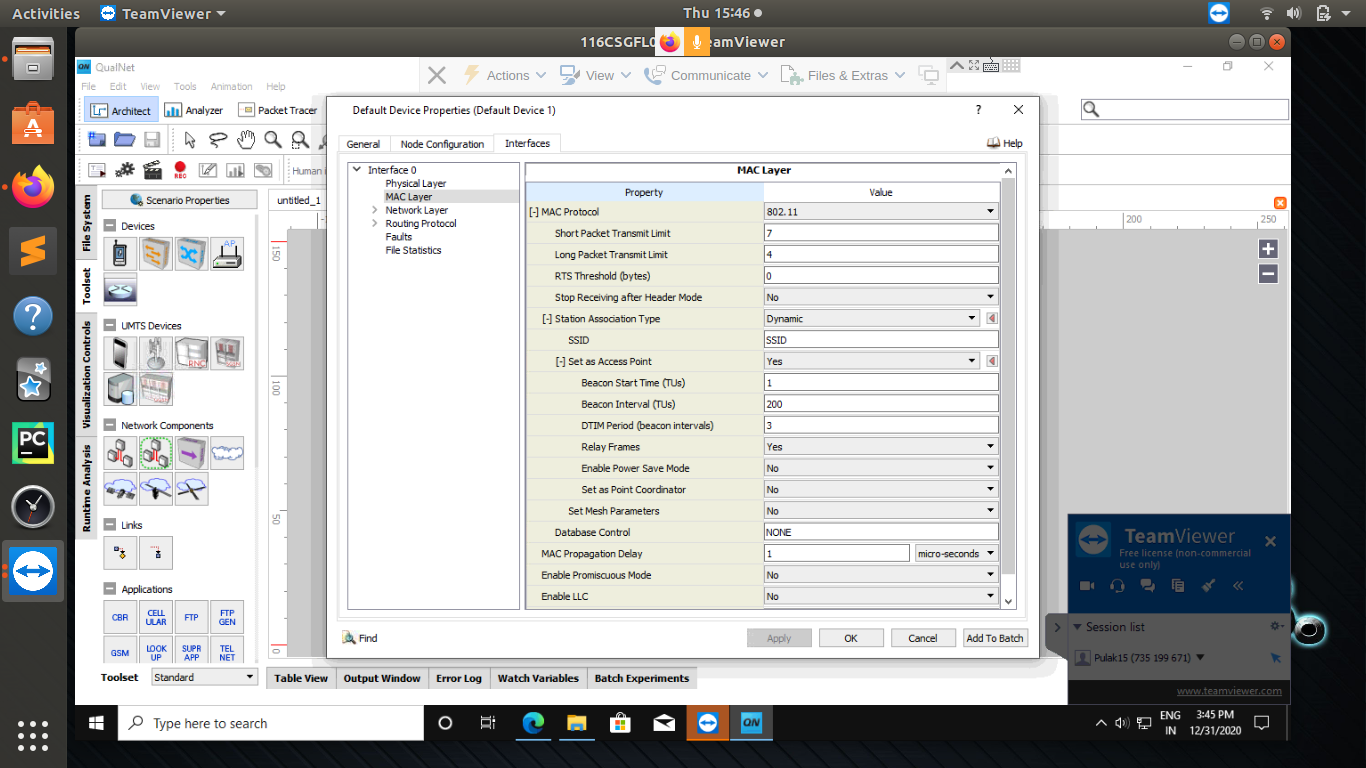 Activities
TeamViewer
Thu 15:46
116CSGFL0
eamViewer
QN
QualNet
Actions
View
Communicate
Files & Extras
File Edit View Tools Animation Help
Architect
Analyzer
Packet Tracer
REC
Human i
File System
Toolset
Visualization Controls
Runtime Analysis
Scenario Properties
untitled_1
Devices
AP
UMTS Devices
RNC
Network Components
Links
Applications
CBR
CELL
ULAR
FTP
FTP
GEN
GSM
LOOK
UP
SUPR
APP
TEL
NET
Toolset
Standard
150
100
50
0
200
250
Default Device Properties (Default Device 1)
?
General
Node Configuration
Interfaces
Help
Interface 0
Physical Layer
MAC Layer
Network Layer
Routing Protocol
Faults
File Statistics
MAC Layer
Property Value
[-] MAC Protocol 802.11
Short Packet Transmit Limit 7
Long Packet Transmit Limit 4
RTS Threshold (bytes) 0
Stop Receiving after Header Mode No
[-] Station Association Type Dynamic
SSID SSID
[-] Set as Access Point Yes
Beacon Start Time (TUs) 1
Beacon Interval (TUs) 200
DTIM Period (beacon intervals) 3
Relay Frames Yes
Enable Power Save Mode No
Set as Point Coordinator No
Set Mesh Parameters No
Database Control NONE
MAC Propagation Delay 1 micro-seconds
Enable Promiscuous Mode No
Enable LLC No
Find
Apply
OK
Cancel
Add To Batch
Table View
Output Window
Error Log
Watch Variables
Batch Experiments
TeamViewer
Free license (non-commercial
use only)
Session list
Pulak15 (735 199 671)
www.teamviewer.com
PC
?
Type here to search
QN
ENG
IN
3:45 PM
12/31/2020